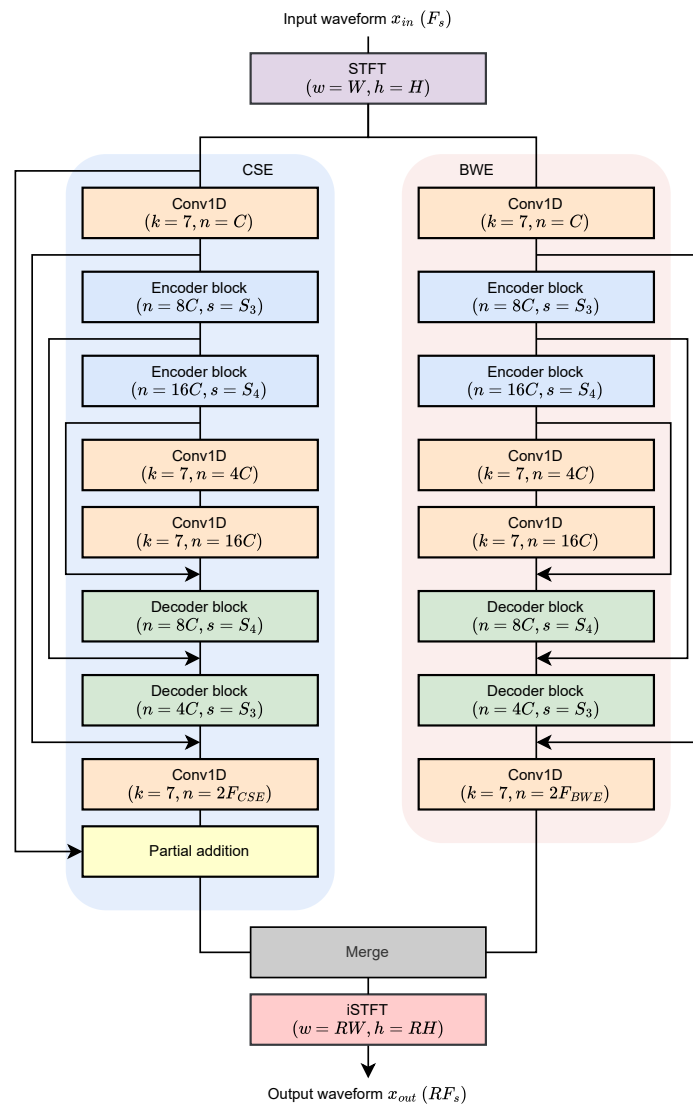 Input waveform $x_{in}$ $(F_s)$
STFT
$(w = W, h = H)$
CSE
Conv1D
$(k = 7, n = C)$
Encoder block
$(n = 8C, s = S_3)$
Encoder block
$(n = 16C, s = S_4)$
Conv1D
$(k = 7, n = 4C)$
Conv1D
$(k = 7, n = 16C)$
Decoder block
$(n = 8C, s = S_4)$
Decoder block
$(n = 4C, s = S_3)$
Conv1D
$(k = 7, n = 2F_{CSE})$
Partial addition
BWE
Conv1D
$(k = 7, n = C)$
Encoder block
$(n = 8C, s = S_3)$
Encoder block
$(n = 16C, s = S_4)$
Conv1D
$(k = 7, n = 4C)$
Conv1D
$(k = 7, n = 16C)$
Decoder block
$(n = 8C, s = S_4)$
Decoder block
$(n = 4C, s = S_3)$
Conv1D
$(k = 7, n = 2F_{BWE})$
Merge
iSTFT
$(w = RW, h = RH)$
Output waveform $x_{out}$ $(RF_s)$